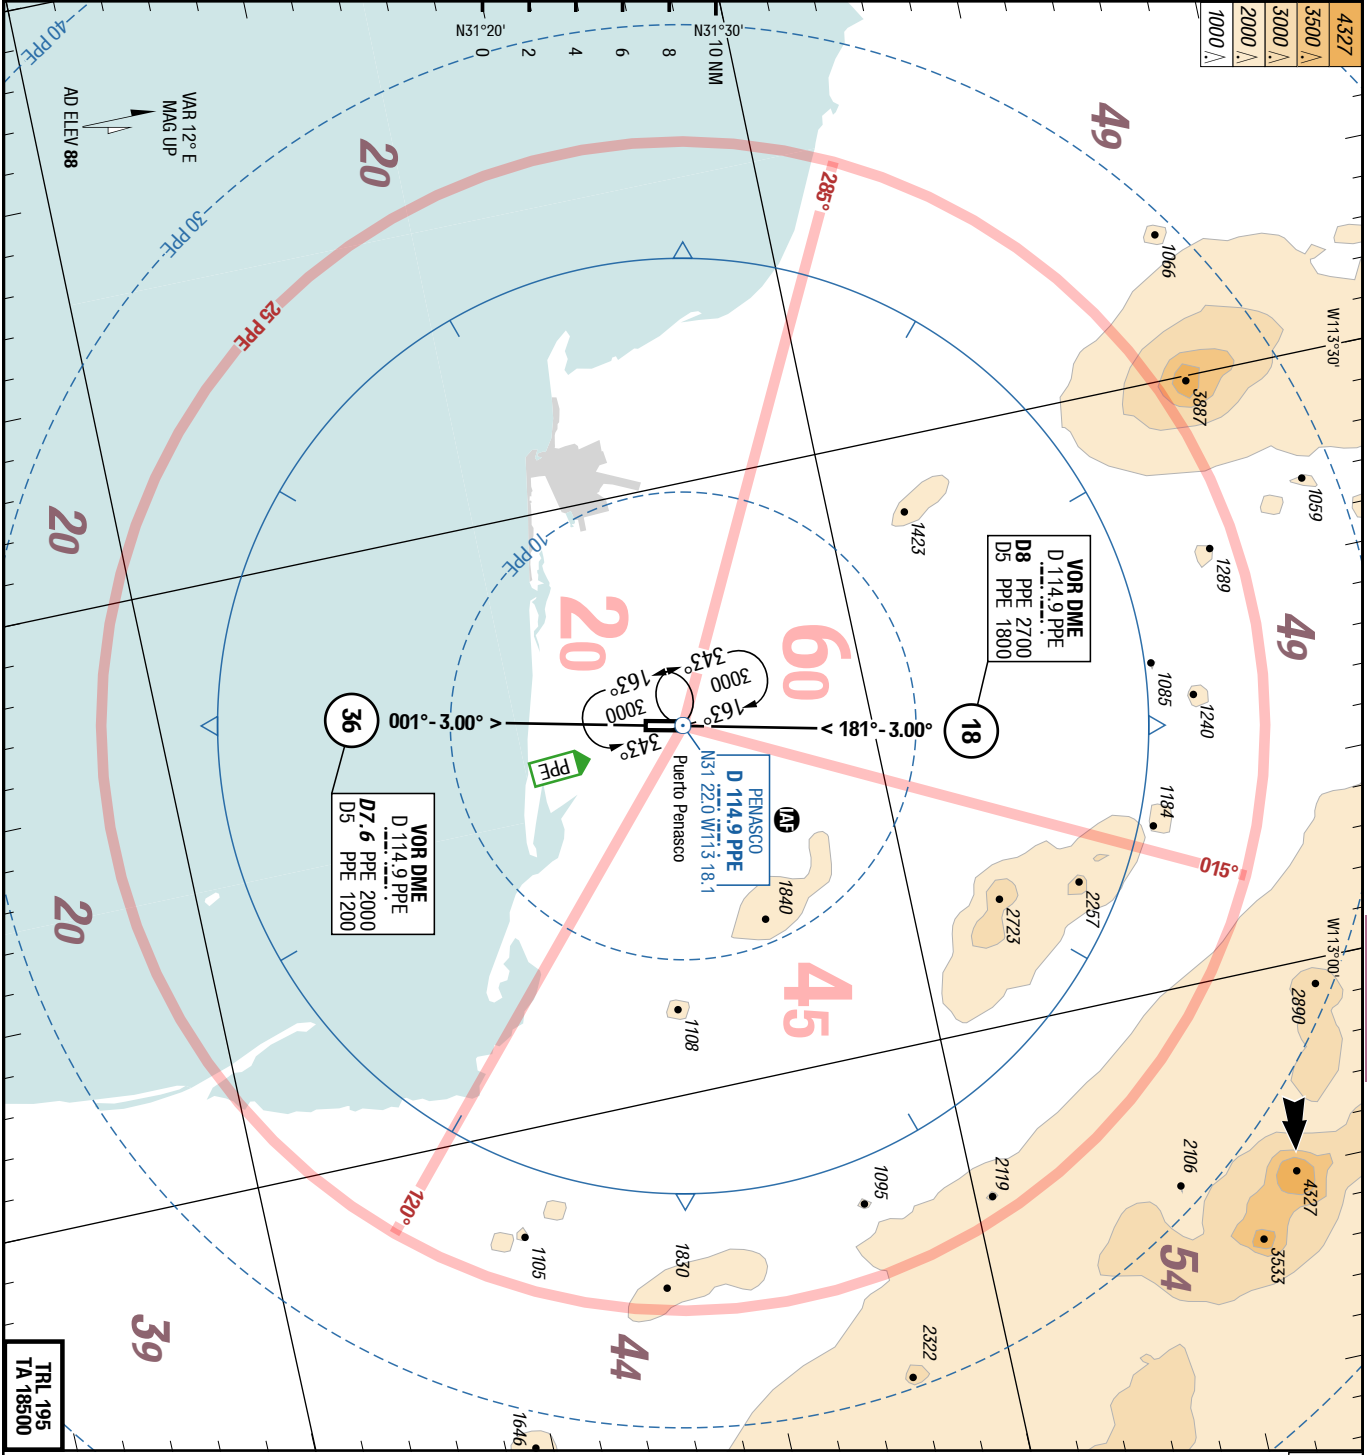 4327
3500
3000
2000
1000
N31°20'
N31°30'
0
2
4
6
8
10 NM
40 PPE
30 PPE
25 PPE
10 PPE
VAR 12° E
MAG UP
AD ELEV 88
20
49
285°
1066
W113°30'
3887
1059
1289
1423
VOR DME
D 114.9 PPE
D8 PPE 2700
D5 PPE 1800
20
49
20
60
1085
1240
343°
3000
163°
163°
3000
343°
36
001°-3.00° >
< 181°-3.00°
18
PPE
Puerto Penasco
PENASCO
D 114.9 PPE
N31 22.0 W113 18.1
IAF
1184
015°
VOR DME
D 114.9 PPE
D7.6 PPE 2000
D5 PPE 1200
1840
2257
2723
W113°00'
20
45
2890
1108
2106
4327
3533
2119
1095
120°
1105
1830
54
39
44
2322
1646
TRL 195
TA 18500